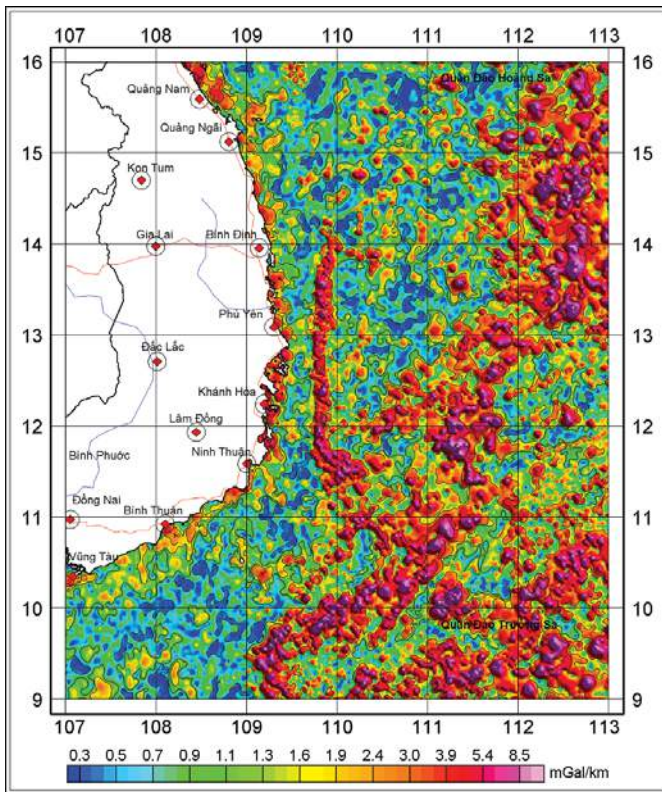 107 108 109 110 111 112 113
16 16
Quần Đảo Hoàng Sa
Quảng Nam
Quảng Ngãi
15 15
Kon Tum
Gia Lai
Bình Định
14 14
Phú Yên
13 13
Đắc Lắc
Khánh Hòa
12 12
Lâm Đồng
Ninh Thuận
Bình Phước
Đồng Nai
11 11
Bình Thuận
Vũng Tàu
10 10
Quần Đảo Trường Sa
9 9
107 108 109 110 111 112 113
0.3 0.5 0.7 0.9 1.1 1.3 1.6 1.9 2.4 3.0 3.9 5.4 8.5 mGal/km